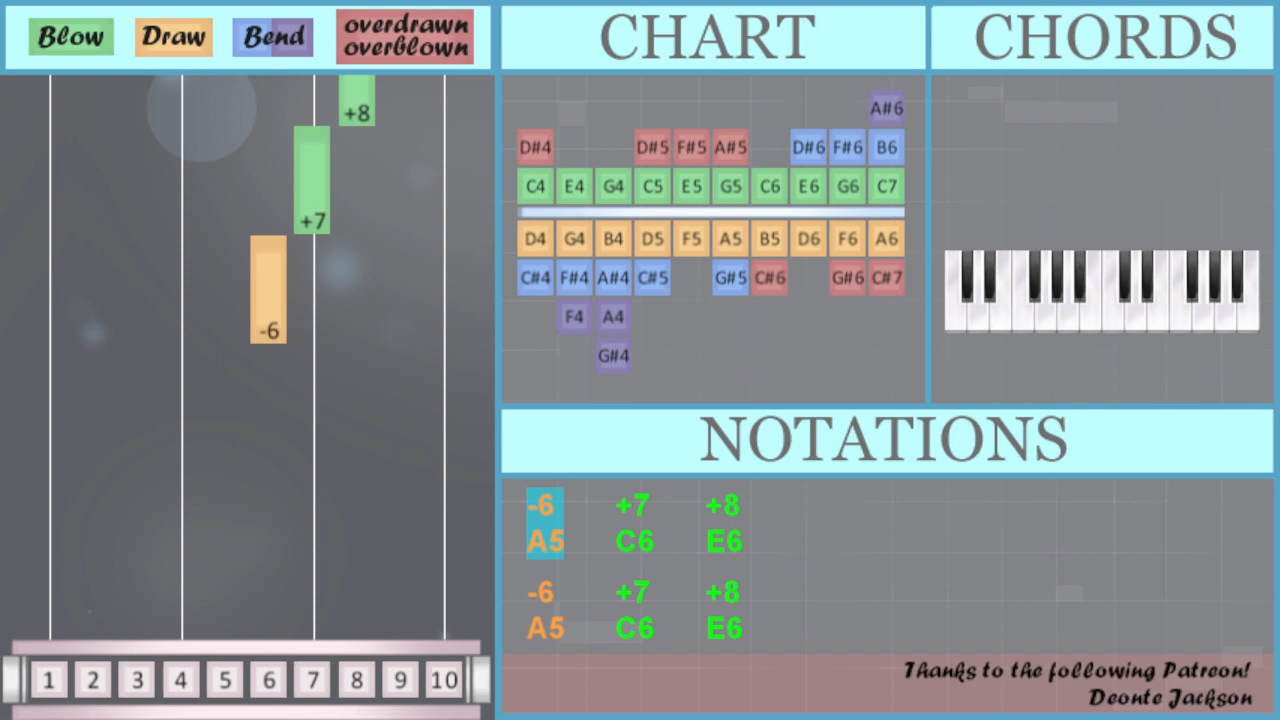 Blow Draw Bend overdrawn
overblown
CHART
CHORDS
+8
+7
-6
A#6
D#4 D#5 F#5 A#5 D#6 F#6 B6
C4 E4 G4 C5 E5 G5 C6 E6 G6 C7
D4 G4 B4 D5 F5 A5 B5 D6 F6 A6
C#4 F#4 A#4 C#5 G#5 C#6 G#6 C#7
F4 A4
G#4
NOTATIONS
-6 +7 +8
A5 C6 E6
-6 +7 +8
A5 C6 E6
1 2 3 4 5 6 7 8 9 10
Thanks to the following Patreon!
Deonte Jackson